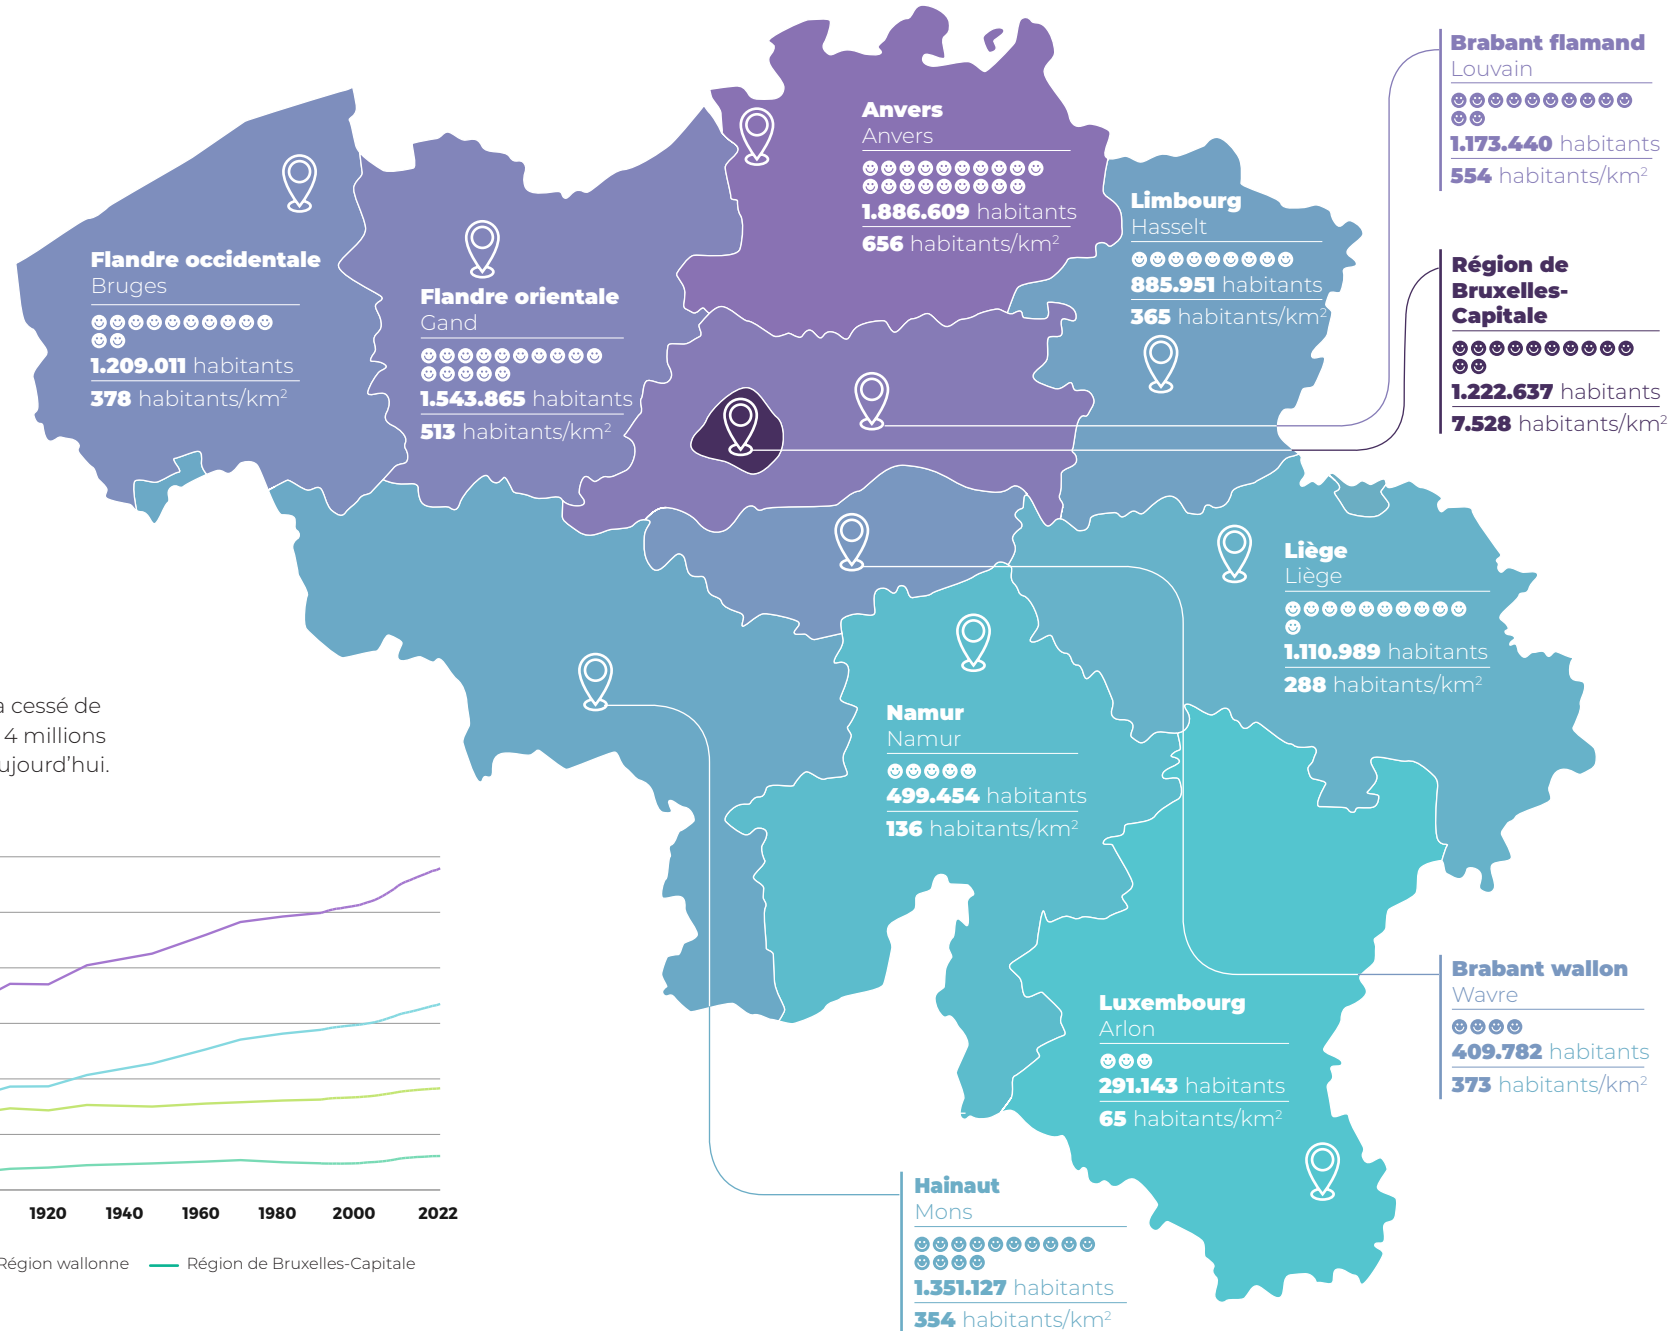 Brabant flamand
Louvain
1.173.440 habitants
554 habitants/km²
Anvers
Anvers
1.886.609 habitants
656 habitants/km²
Limbourg
Hasselt
885.951 habitants
365 habitants/km²
Région de
Bruxelles-
Capitale
1.222.637 habitants
7.528 habitants/km²
Flandre occidentale
Bruges
1.209.011 habitants
378 habitants/km²
Flandre orientale
Gand
1.543.865 habitants
513 habitants/km²
Liège
Liège
1.110.989 habitants
288 habitants/km²
a cessé de
4 millions
ujourd’hui.
Namur
Namur
499.454 habitants
136 habitants/km²
Brabant wallon
Wavre
409.782 habitants
373 habitants/km²
Luxembourg
Arlon
291.143 habitants
65 habitants/km²
Hainaut
Mons
1.351.127 habitants
354 habitants/km²
1920 1940 1960 1980 2000 2022
Région wallonne Région de Bruxelles-Capitale